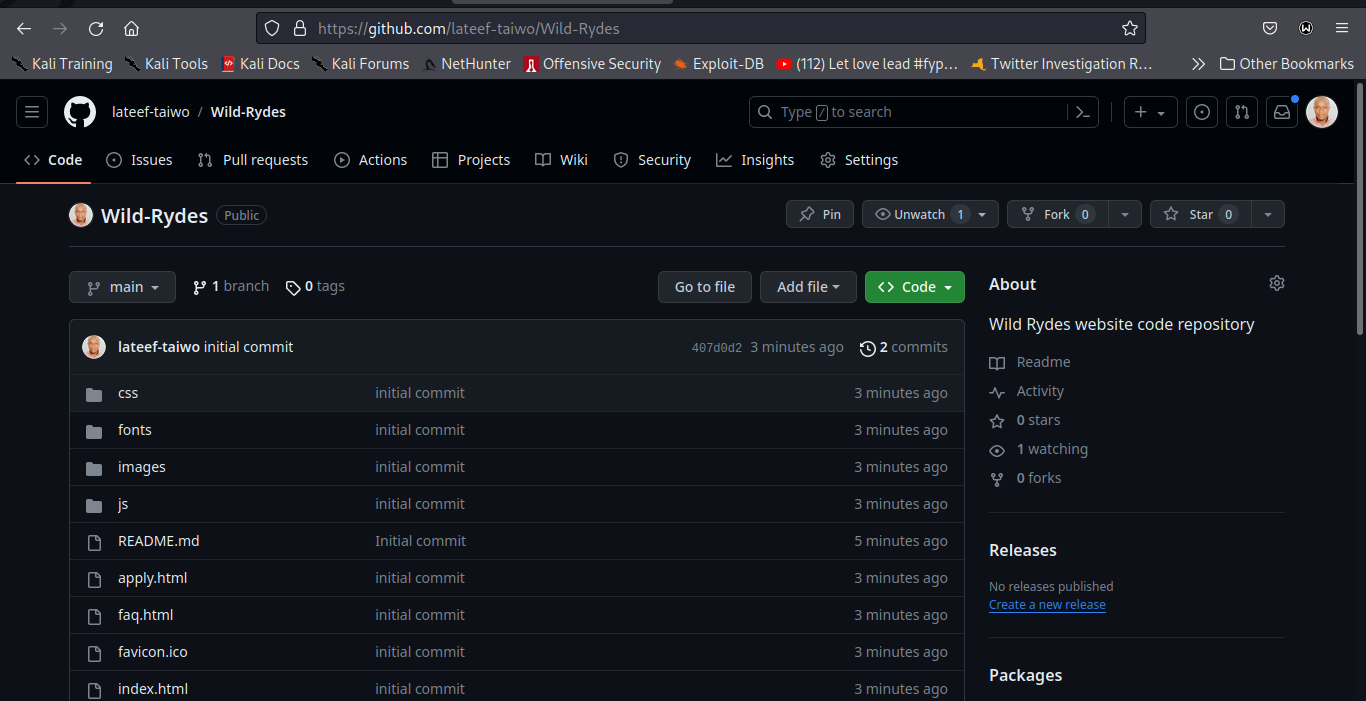 https://github.com/lateef-taiwo/Wild-Rydes
Kali Training Kali Tools Kali Docs Kali Forums NetHunter Offensive Security Exploit-DB (112) Let love lead #fyp… Twitter Investigation R… Other Bookmarks
lateef-taiwo / Wild-Rydes Type / to search
Code Issues Pull requests Actions Projects Wiki Security Insights Settings
Wild-Rydes Public Pin Unwatch 1 Fork 0 Star 0
main 1 branch 0 tags Go to file Add file Code
lateef-taiwo initial commit 407d0d2 3 minutes ago 2 commits
css initial commit 3 minutes ago
fonts initial commit 3 minutes ago
images initial commit 3 minutes ago
js initial commit 3 minutes ago
README.md Initial commit 5 minutes ago
apply.html initial commit 3 minutes ago
faq.html initial commit 3 minutes ago
favicon.ico initial commit 3 minutes ago
index.html initial commit 3 minutes ago
About
Wild Rydes website code repository
Readme
Activity
0 stars
1 watching
0 forks
Releases
No releases published
Create a new release
Packages